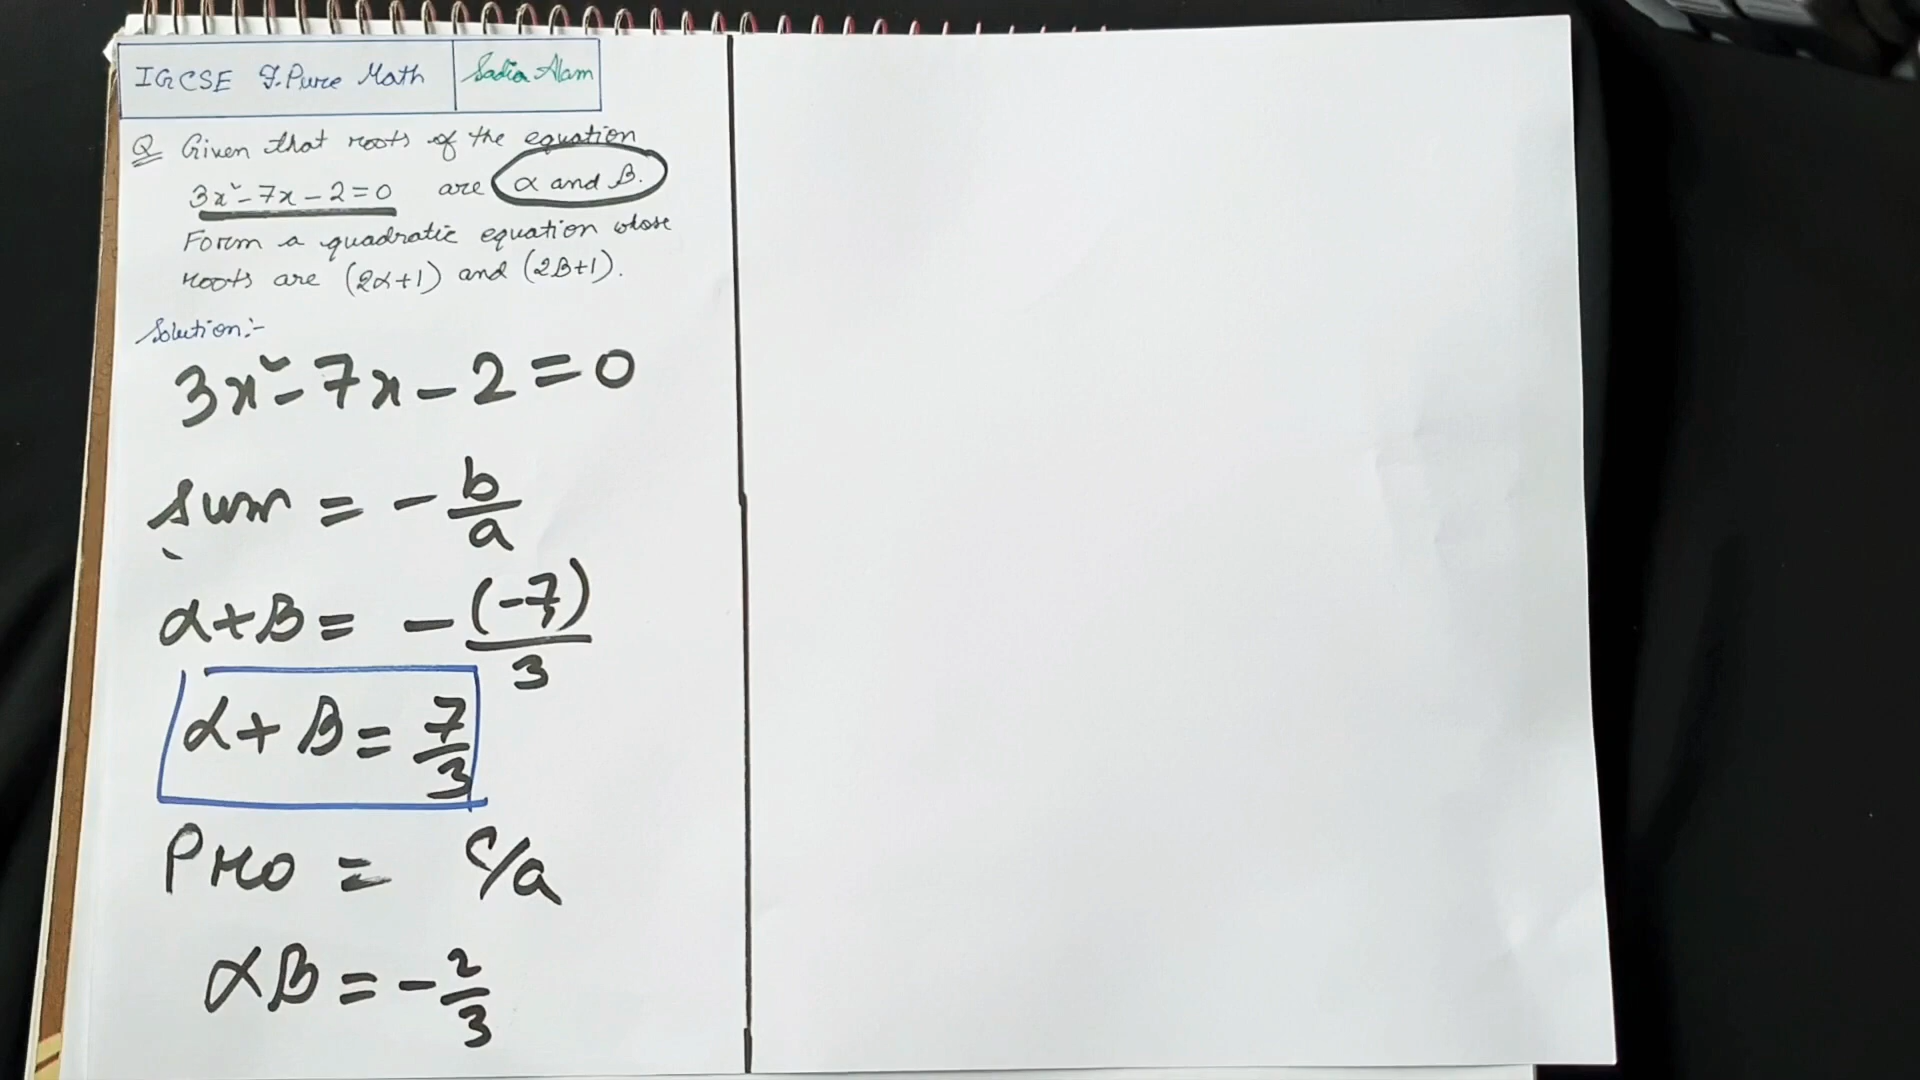 IGCSE F. Pure Math
Sadia Alam
Q Given that roots of the equation
3x²-7x-2=0 are α and β.
Form a quadratic equation whose
roots are (2α+1) and (2β+1).
Solution:-
3x²-7x-2=0
Sum = -b/a
α+β = -(-7)/3
α+β = 7/3
Pro = c/a
αβ = -2/3